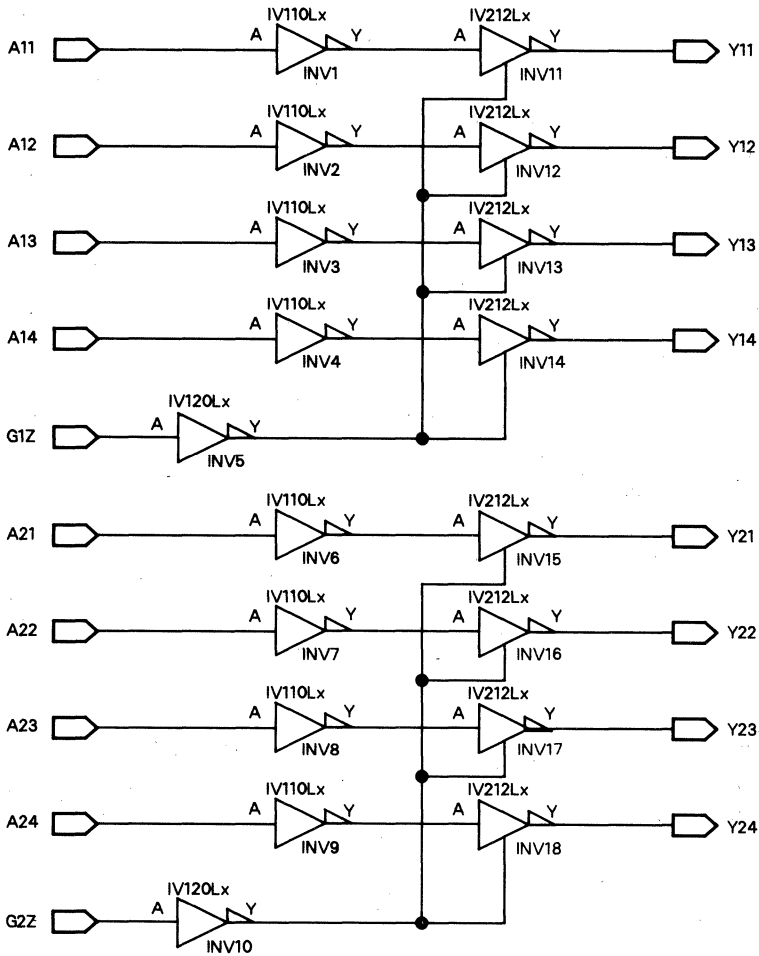 IV110Lx IV212Lx
A11 A Y A Y Y11
INV1 INV11
IV110Lx IV212Lx
A12 A Y A Y Y12
INV2 INV12
IV110Lx IV212Lx
A13 A Y A Y Y13
INV3 INV13
IV110Lx IV212Lx
A14 A Y A Y Y14
INV4 INV14
IV120Lx
G1Z A Y
INV5
IV110Lx IV212Lx
A21 A Y A Y Y21
INV6 INV15
IV110Lx IV212Lx
A22 A Y A Y Y22
INV7 INV16
IV110Lx IV212Lx
A23 A Y A Y Y23
INV8 INV17
IV110Lx IV212Lx
A24 A Y A Y Y24
INV9 INV18
IV120Lx
G2Z A Y
INV10